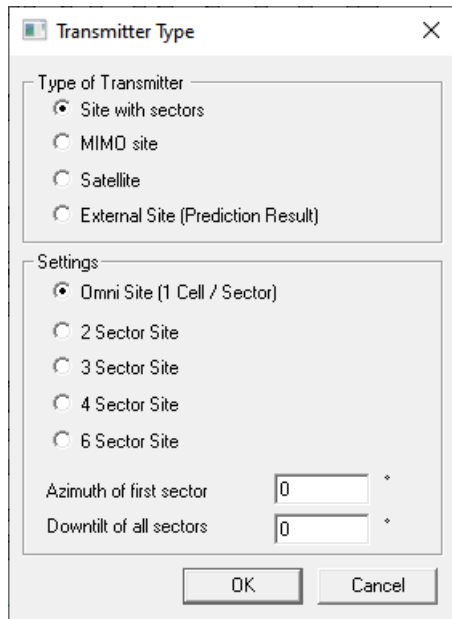 Transmitter Type
Type of Transmitter
Site with sectors
MIMO site
Satellite
External Site (Prediction Result)
Settings
Omni Site (1 Cell / Sector)
2 Sector Site
3 Sector Site
4 Sector Site
6 Sector Site
Azimuth of first sector 0 °
Downtilt of all sectors 0 °
OK Cancel